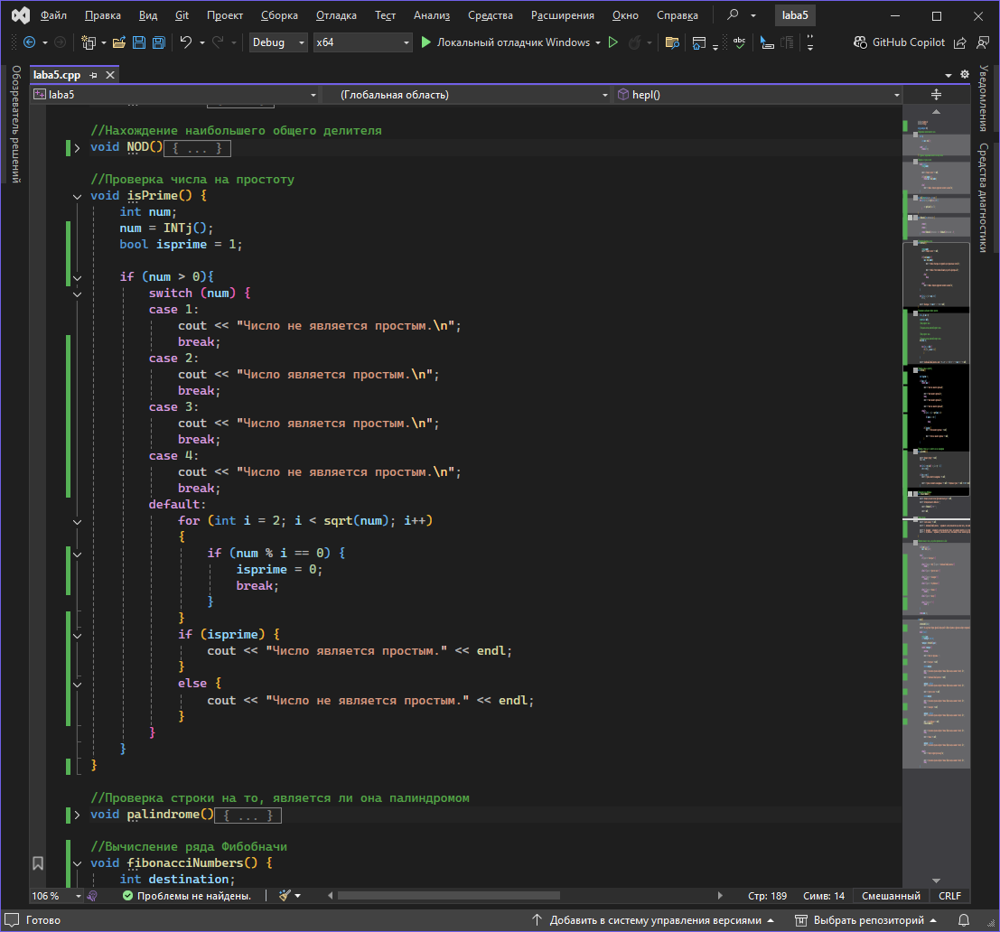 Файл Правка Вид Git Проект Сборка Отладка Тест Анализ Средства Расширения Окно Справка laba5
Debug x64 Локальный отладчик Windows GitHub Copilot
Обозреватель решений
laba5.cpp
Уведомления
Средства диагностики
laba5 (Глобальная область) hepl()
//Нахождение наибольшего общего делителя
void NOD(){ ... }
//Проверка числа на простоту
void isPrime() {
int num;
num = INTj();
bool isprime = 1;
if (num > 0){
switch (num) {
case 1:
cout << "Число не является простым.\n";
break;
case 2:
cout << "Число является простым.\n";
break;
case 3:
cout << "Число является простым.\n";
break;
case 4:
cout << "Число не является простым.\n";
break;
default:
for (int i = 2; i < sqrt(num); i++)
{
if (num % i == 0) {
isprime = 0;
break;
}
}
if (isprime) {
cout << "Число является простым." << endl;
}
else {
cout << "Число не является простым." << endl;
}
}
}
}
//Проверка строки на то, является ли она палиндромом
void palindrome(){ ... }
//Вычисление ряда Фибобначи
void fibonacciNumbers() {
int destination;
106 % Проблемы не найдены. Стр: 189 Симв: 14 Смешанный CRLF
Готово Добавить в систему управления версиями Выбрать репозиторий